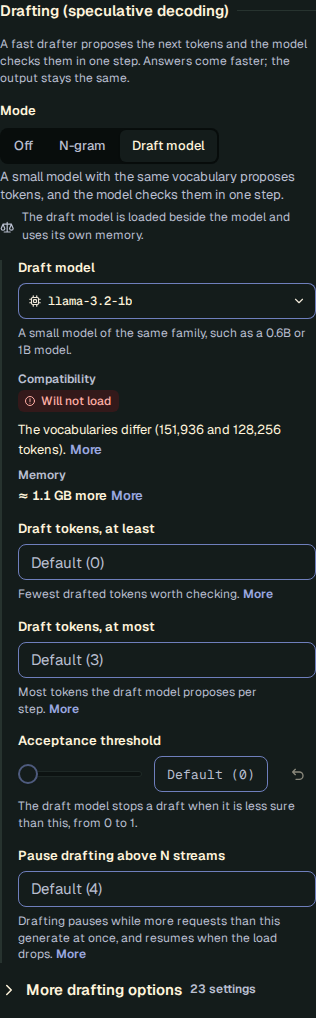 Drafting (speculative decoding)
A fast drafter proposes the next tokens and the model
checks them in one step. Answers come faster; the
output stays the same.
Mode
Off N-gram Draft model
A small model with the same vocabulary proposes
tokens, and the model checks them in one step.
The draft model is loaded beside the model and
uses its own memory.
Draft model
llama-3.2-1b
A small model of the same family, such as a 0.6B or
1B model.
Compatibility
Will not load
The vocabularies differ (151,936 and 128,256
tokens). More
Memory
≈ 1.1 GB more More
Draft tokens, at least
Default (0)
Fewest drafted tokens worth checking. More
Draft tokens, at most
Default (3)
Most tokens the draft model proposes per
step. More
Acceptance threshold
Default (0)
The draft model stops a draft when it is less sure
than this, from 0 to 1.
Pause drafting above N streams
Default (4)
Drafting pauses while more requests than this
generate at once, and resumes when the load
drops. More
More drafting options 23 settings